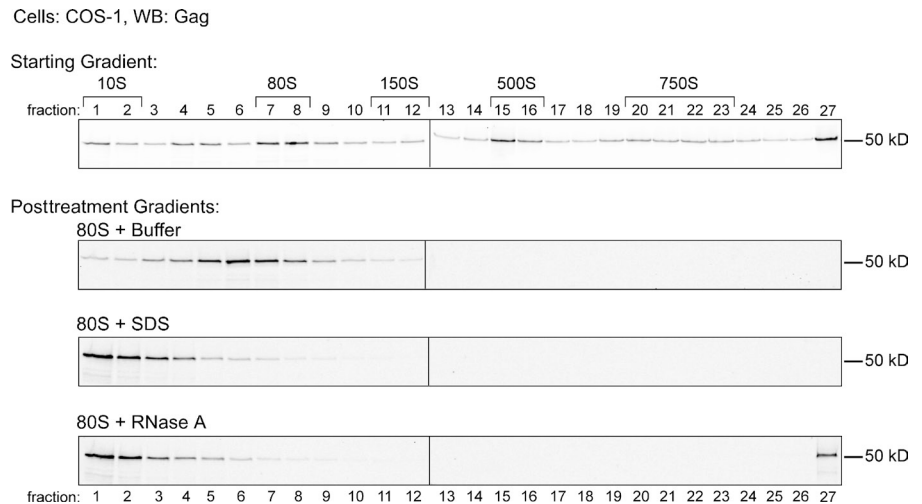 Cells: COS-1, WB: Gag
Starting Gradient:
10S 80S 150S 500S 750S
fraction: 1 2 3 4 5 6 7 8 9 10 11 12 13 14 15 16 17 18 19 20 21 22 23 24 25 26 27
50 kD
Posttreatment Gradients:
80S + Buffer
50 kD
80S + SDS
50 kD
80S + RNase A
50 kD
fraction: 1 2 3 4 5 6 7 8 9 10 11 12 13 14 15 16 17 18 19 20 21 22 23 24 25 26 27